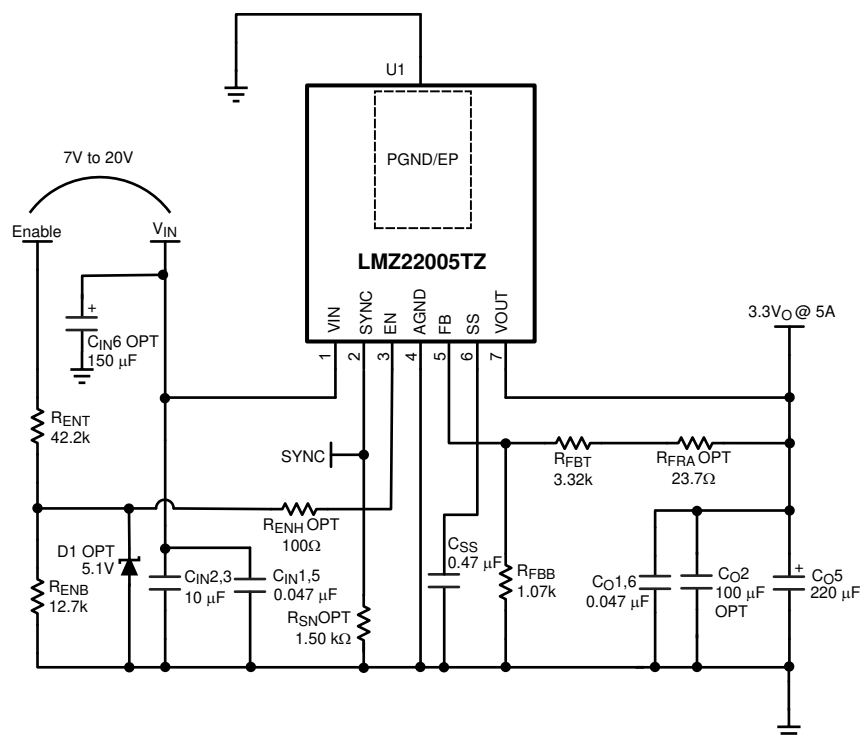 U1
PGND/EP
7V to 20V
Enable
VIN
LMZ22005TZ
VIN
SYNC
EN
AGND
FB
SS
VOUT
1
2
3
4
5
6
7
3.3VO @ 5A
+
CIN6 OPT
150 μF
RENT
42.2k
SYNC
RFBT
3.32k
RFRA OPT
23.7Ω
RENH OPT
100Ω
D1 OPT
5.1V
RENB
12.7k
CIN2,3
10 μF
CIN1,5
0.047 μF
RSNOPT
1.50 kΩ
CSS
0.47 μF
RFBB
1.07k
CO1,6
0.047 μF
CO2
100 μF
OPT
+
CO5
220 μF